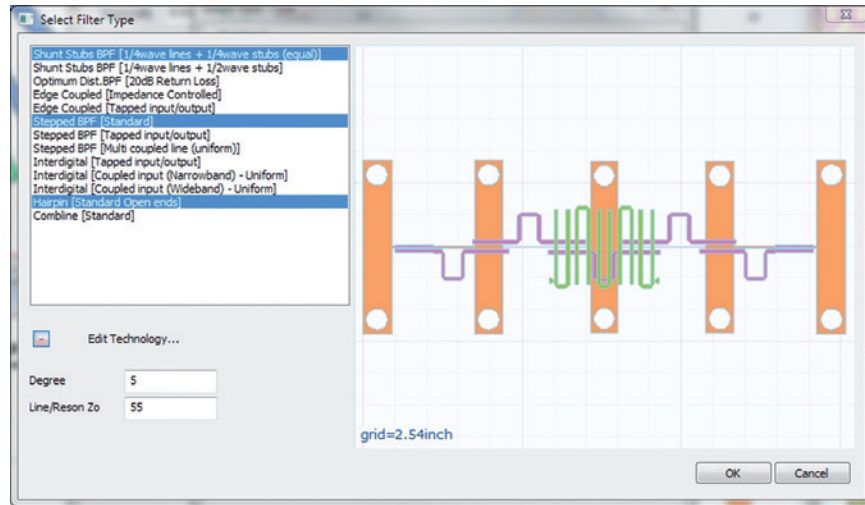 Select Filter Type
Shunt Stubs BPF [1/4wave lines + 1/4wave stubs (equal)]
Shunt Stubs BPF [1/4wave lines + 1/2wave stubs]
Optimum Dist.BPF [20dB Return Loss]
Edge Coupled [Impedance Controlled]
Edge Coupled [Tapped input/output]
Stepped BPF [Standard]
Stepped BPF [Tapped input/output]
Stepped BPF [Multi coupled line (uniform)]
Interdigital [Tapped input/output]
Interdigital [Coupled input (Narrowband) - Uniform]
Interdigital [Coupled input (Wideband) - Uniform]
Hairpin [Standard Open ends]
Combline [Standard]
Edit Technology...
Degree 5
Line/Reson Zo 55
grid=2.54inch
OK Cancel